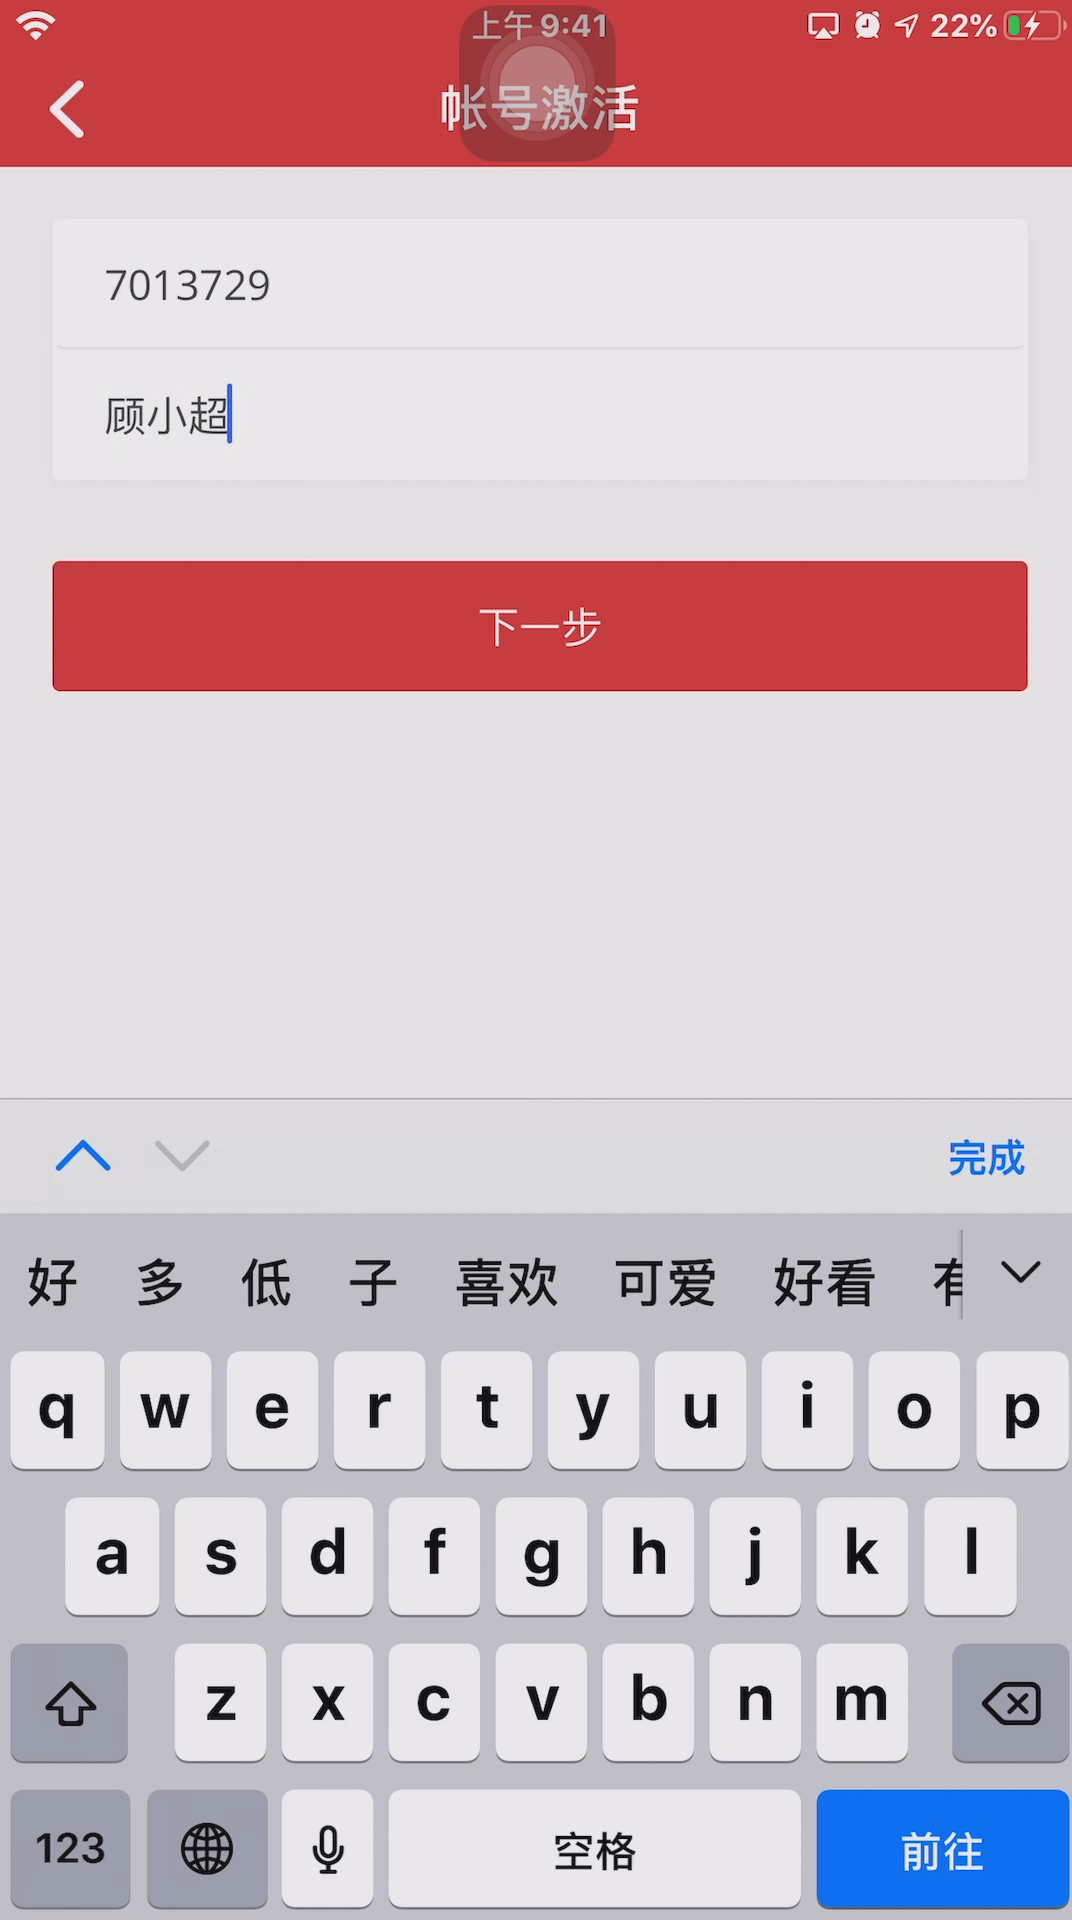 上午9:41
22%
帐号激活
7013729
顾小超
下一步
完成
好 多 低 子 喜欢 可爱 好看
q w e r t y u i o p
a s d f g h j k l
z x c v b n m
123 空格 前往